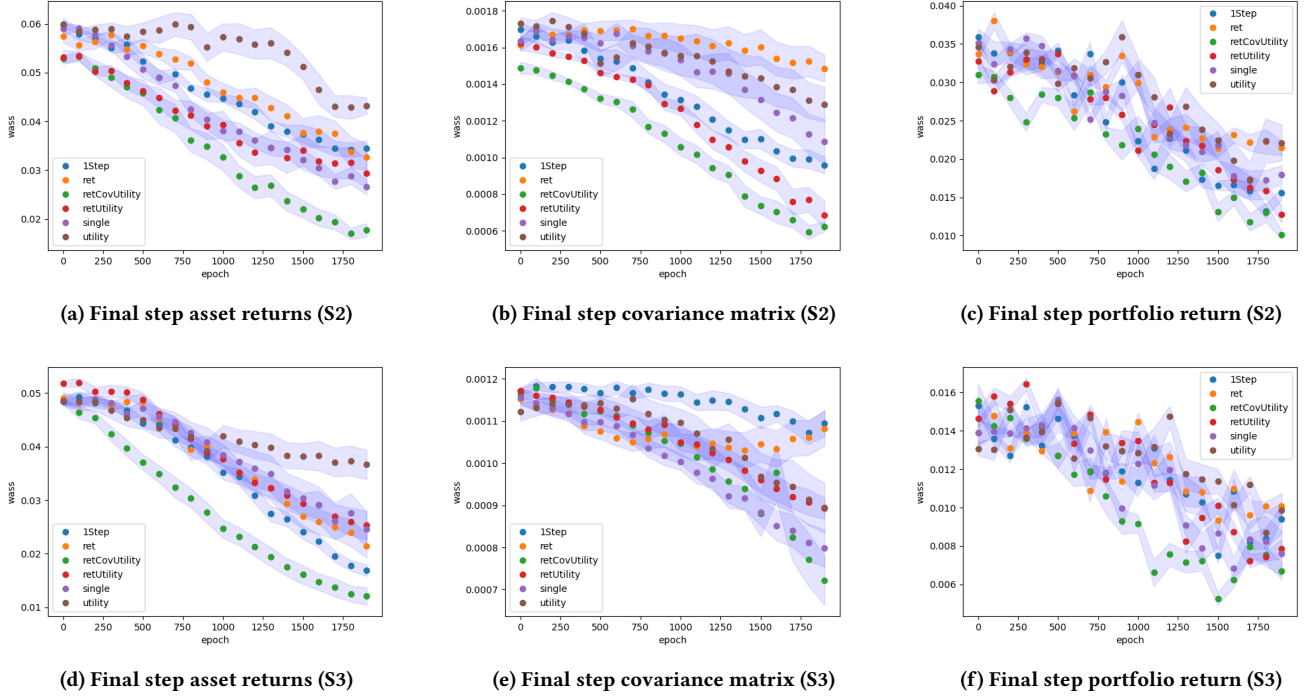 0.06
0.05
0.04
0.03
0.02
wass
1Step
ret
retCovUtility
retUtility
single
utility
0 250 500 750 1000 1250 1500 1750
epoch
(a) Final step asset returns (S2)
0.0018
0.0016
0.0014
0.0012
0.0010
0.0008
0.0006
wass
1Step
ret
retCovUtility
retUtility
single
utility
0 250 500 750 1000 1250 1500 1750
epoch
(b) Final step covariance matrix (S2)
0.040
0.035
0.030
0.025
0.020
0.015
0.010
wass
1Step
ret
retCovUtility
retUtility
single
utility
0 250 500 750 1000 1250 1500 1750
epoch
(c) Final step portfolio return (S2)
0.05
0.04
0.03
0.02
0.01
wass
1Step
ret
retCovUtility
retUtility
single
utility
0 250 500 750 1000 1250 1500 1750
epoch
(d) Final step asset returns (S3)
0.0012
0.0011
0.0010
0.0009
0.0008
0.0007
wass
1Step
ret
retCovUtility
retUtility
single
utility
0 250 500 750 1000 1250 1500 1750
epoch
(e) Final step covariance matrix (S3)
0.016
0.014
0.012
0.010
0.008
0.006
wass
1Step
ret
retCovUtility
retUtility
single
utility
0 250 500 750 1000 1250 1500 1750
epoch
(f) Final step portfolio return (S3)